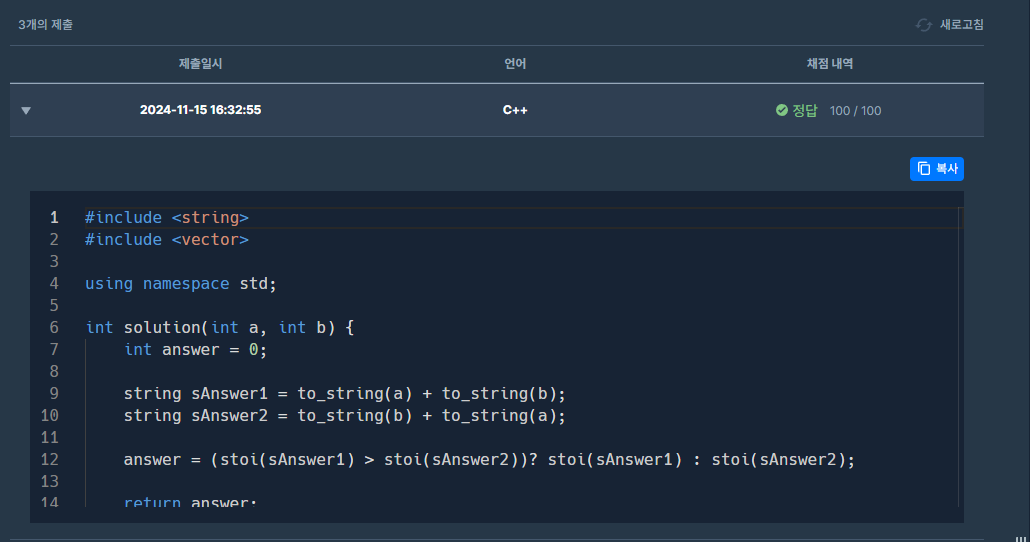 3개의 제출 새로고침
제출일시 언어 채점 내역
2024-11-15 16:32:55 C++ 정답 100 / 100
복사
1 #include <string>
2 #include <vector>
3
4 using namespace std;
5
6 int solution(int a, int b) {
7 int answer = 0;
8
9 string sAnswer1 = to_string(a) + to_string(b);
10 string sAnswer2 = to_string(b) + to_string(a);
11
12 answer = (stoi(sAnswer1) > stoi(sAnswer2))? stoi(sAnswer1) : stoi(sAnswer2);
13
14 return answer;